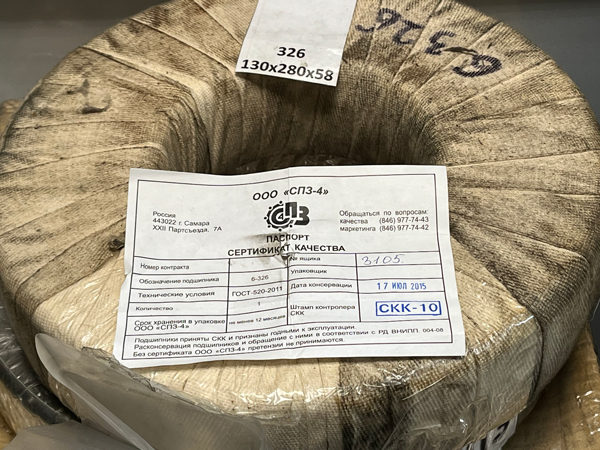 326
130x280x58
6-326
ООО «СПЗ-4»
СПЗ
Россия
443022 г. Самара
XXII Партсъезда, 7А
Обращаться по вопросам:
качества (846) 977-74-43
маркетинга (846) 977-74-42
ПАСПОРТ
СЕРТИФИКАТ КАЧЕСТВА
Номер контракта № ящика 3105
Обозначение подшипника 6-326 Упаковщик
Технические условия ГОСТ-520-2011 Дата консервации 17 ИЮЛ 2015
Количество 1 Штамп контролера СКК СКК-10
Срок хранения в упаковке ООО «СПЗ-4» не менее 12 месяцев
Подшипники приняты СКК и признаны годными к эксплуатации.
Расконсервация подшипников и обращение с ними в соответствии с РД ВНИПП. 004-08
Без сертификата ООО «СПЗ-4» претензии не принимаются.